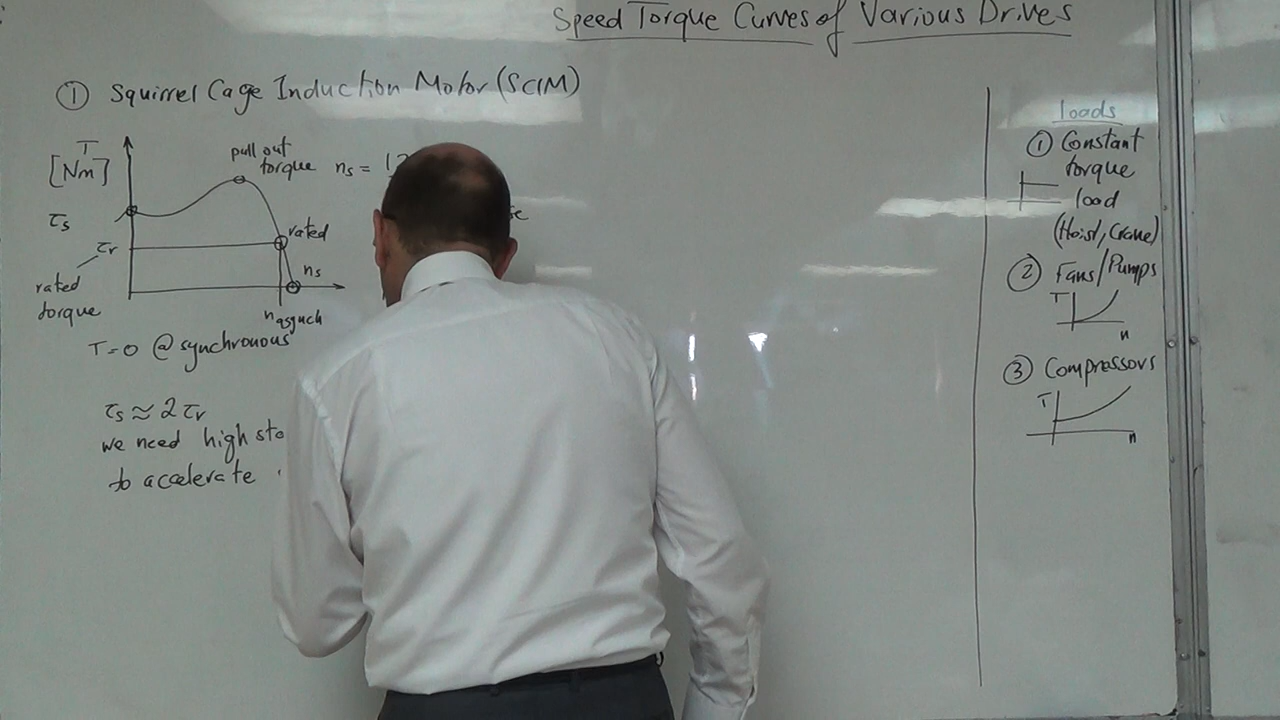 Speed Torque Curves of Various Drives
① Squirrel Cage Induction Motor (SCIM)
T
[Nm]
pull out
torque
ns =
τs
τr
rated
rated
torque
ns
nasynch
T=0 @ synchronous
τs ≈ 2 τr
we need high
to accelerate
loads
① Constant
torque
load
(Hoist, Crane)
② Fans/Pumps
T
n
③ Compressors
T
n